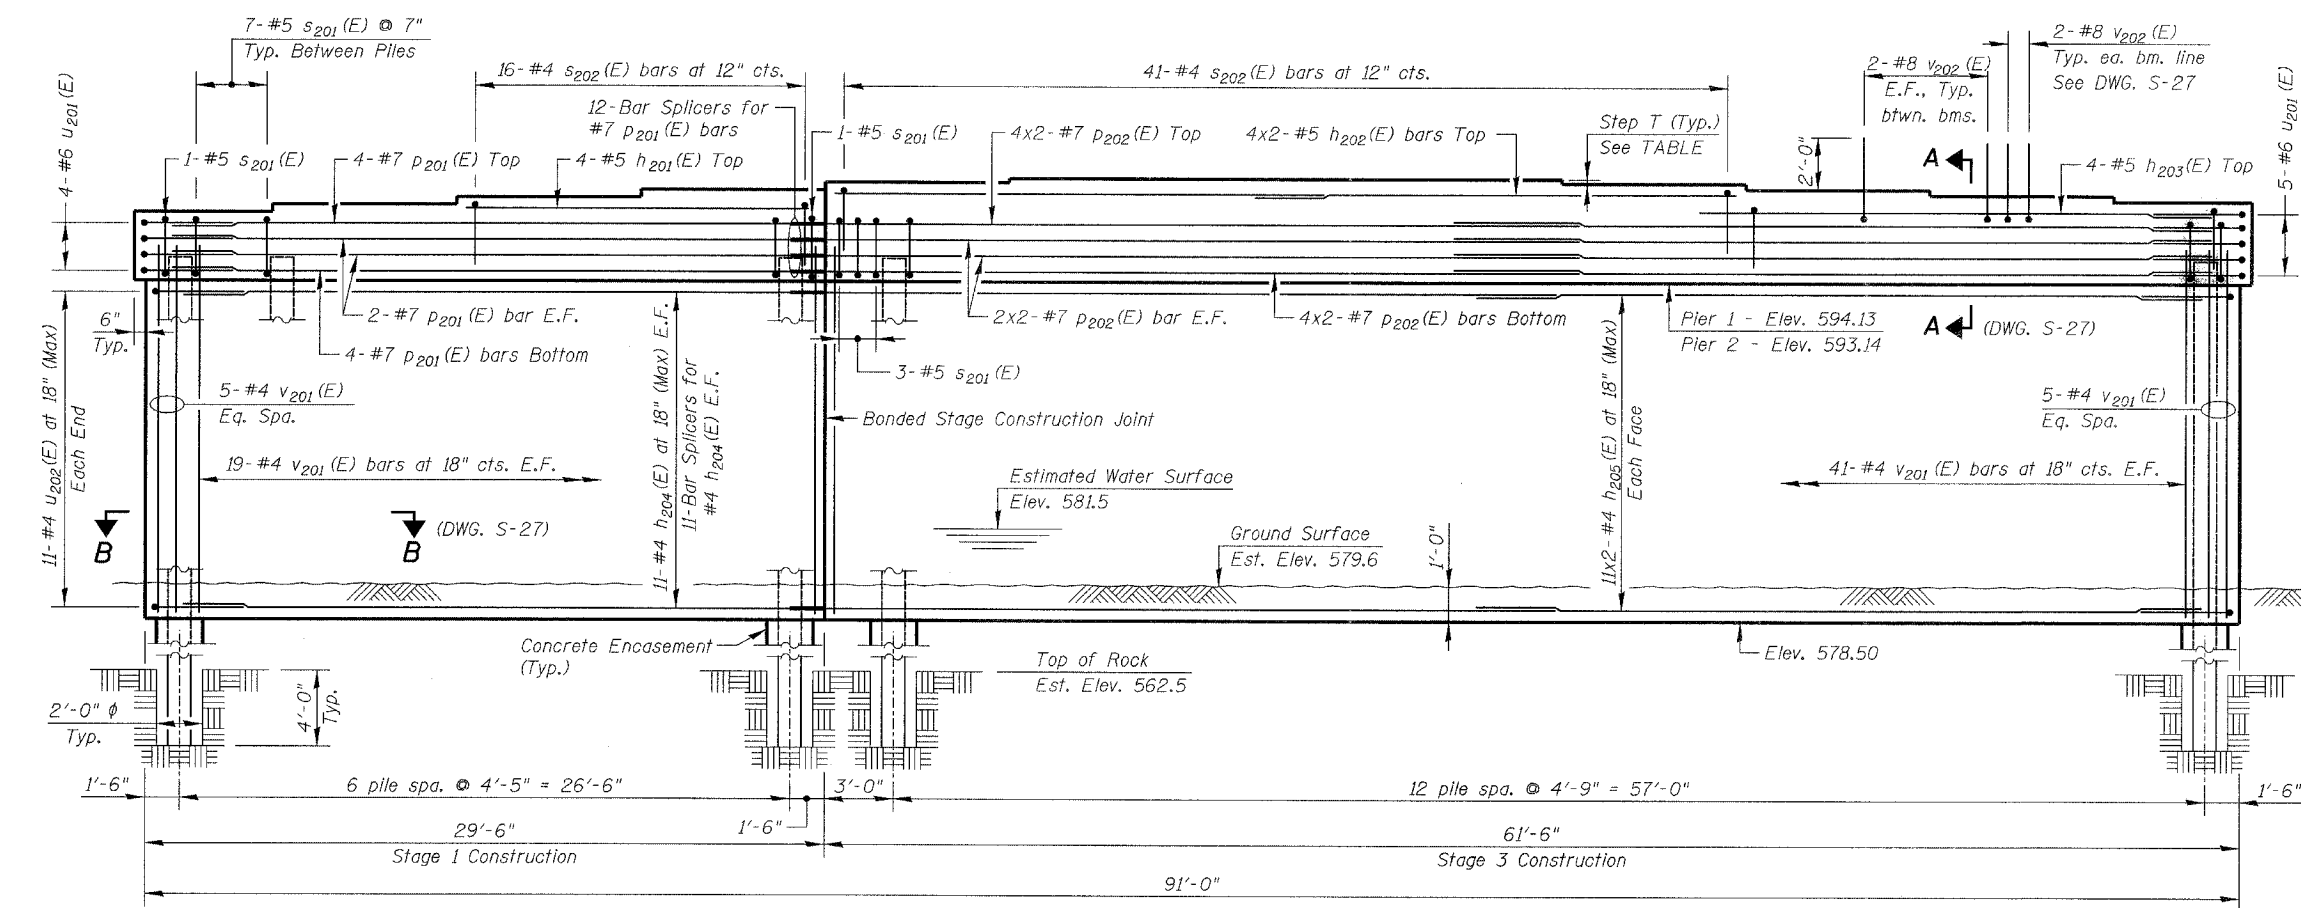 7-#5 s201(E) @ 7"
Typ. Between Piles
16-#4 s202(E) bars at 12" cts.
12-Bar Splicers for
#7 p201(E) bars
41-#4 s202(E) bars at 12" cts.
2-#8 v202(E)
E.F., Typ.
btwn. bms.
2-#8 v202(E)
Typ. ea. bm. line
See DWG. S-27
4-#6 u201(E)
5-#6 u201(E)
1-#5 s201(E)
4-#7 p201(E) Top
4-#5 h201(E) Top
1-#5 s201(E)
4x2-#7 p202(E) Top
4x2-#5 h202(E) bars Top
Step T (Typ.)
See TABLE
2'-0"
A
4-#5 h203(E) Top
6"
Typ.
2-#7 p201(E) bar E.F.
4-#7 p201(E) bars Bottom
2x2-#7 p202(E) bar E.F.
4x2-#7 p202(E) bars Bottom
Pier 1 - Elev. 594.13
Pier 2 - Elev. 593.14
A
(DWG. S-27)
3-#5 s201(E)
11-#4 u202(E) at 18" (Max)
Each End
5-#4 v201(E)
Eq. Spa.
11-#4 h204(E) at 18" (Max) E.F.
11-Bar Splicers for
#4 h204(E) E.F.
Bonded Stage Construction Joint
11x2-#4 h205(E) at 18" (Max)
Each Face
5-#4 v201(E)
Eq. Spa.
19-#4 v201(E) bars at 18" cts. E.F.
41-#4 v201(E) bars at 18" cts. E.F.
Estimated Water Surface
Elev. 581.5
B
B
(DWG. S-27)
Ground Surface
Est. Elev. 579.6
1'-0"
Concrete Encasement
(Typ.)
Top of Rock
Est. Elev. 562.5
Elev. 578.50
2'-0" ϕ
Typ.
4'-0"
Typ.
1'-6"
6 pile spa. @ 4'-5" = 26'-6"
3'-0"
12 pile spa. @ 4'-9" = 57'-0"
1'-6"
1'-6"
29'-6"
Stage 1 Construction
61'-6"
Stage 3 Construction
91'-0"